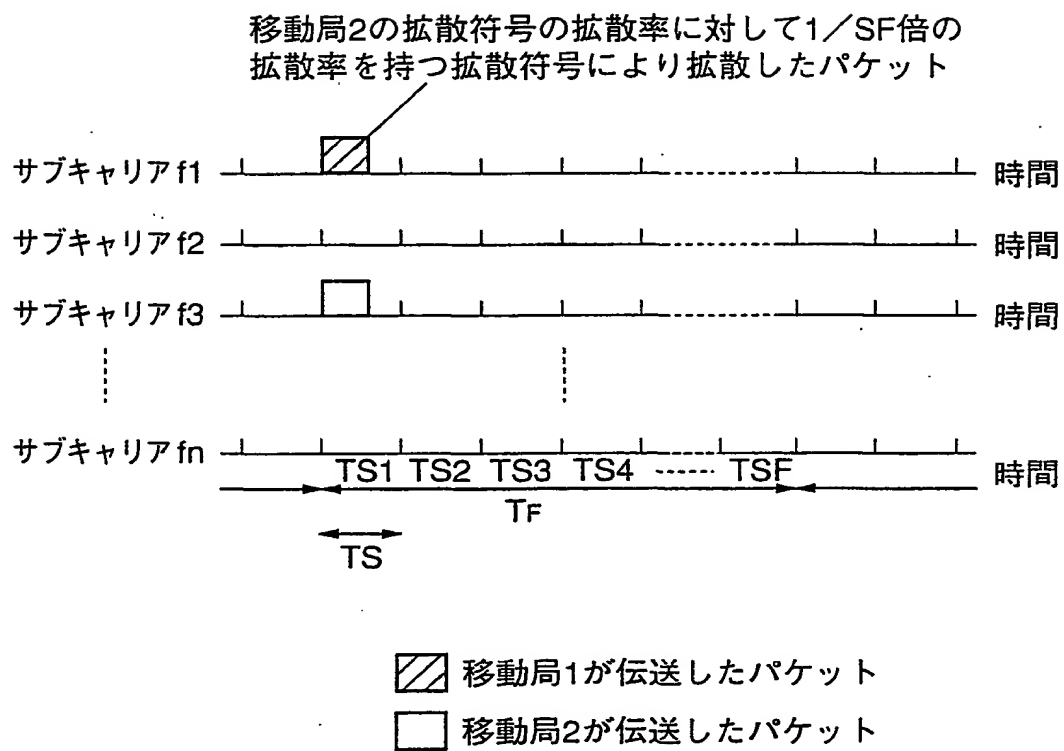 移動局2の拡散符号の拡散率に対して1/SF倍の
拡散率を持つ拡散符号により拡散したパケット
サブキャリアf1 時間
サブキャリアf2 時間
サブキャリアf3 時間
サブキャリアfn 時間
TS1 TS2 TS3 TS4 TSF
TF
TS
移動局1が伝送したパケット
移動局2が伝送したパケット